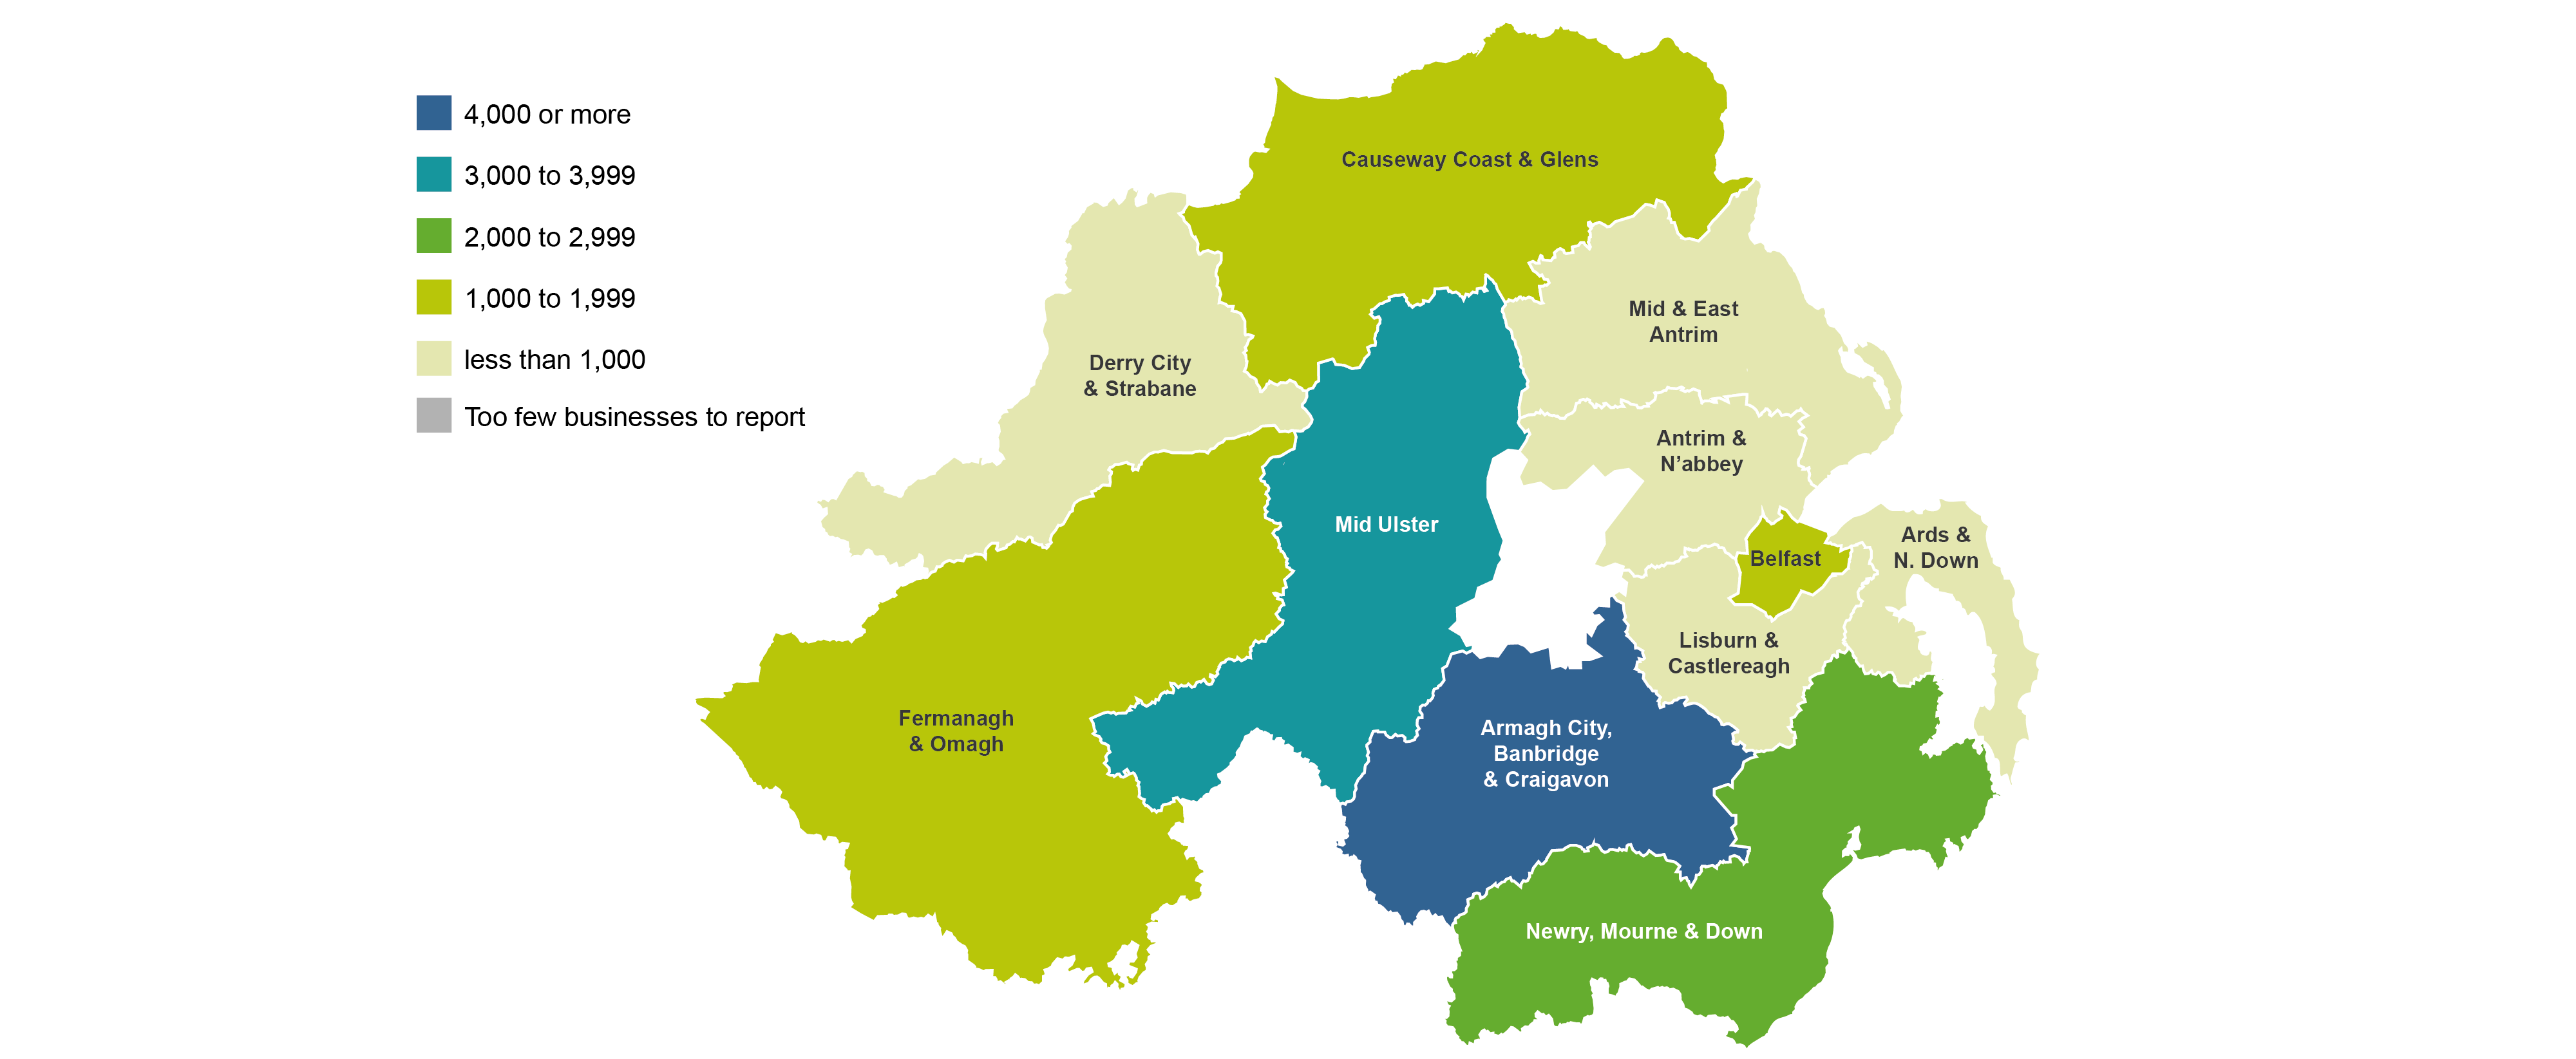 4,000 or more
3,000 to 3,999
2,000 to 2,999
1,000 to 1,999
less than 1,000
Too few businesses to report
Causeway Coast & Glens
Mid & East
Antrim
Derry City
& Strabane
Antrim &
N’abbey
Mid Ulster
Ards &
N. Down
Belfast
Lisburn &
Castlereagh
Fermanagh
& Omagh
Armagh City,
Banbridge
& Craigavon
Newry, Mourne & Down